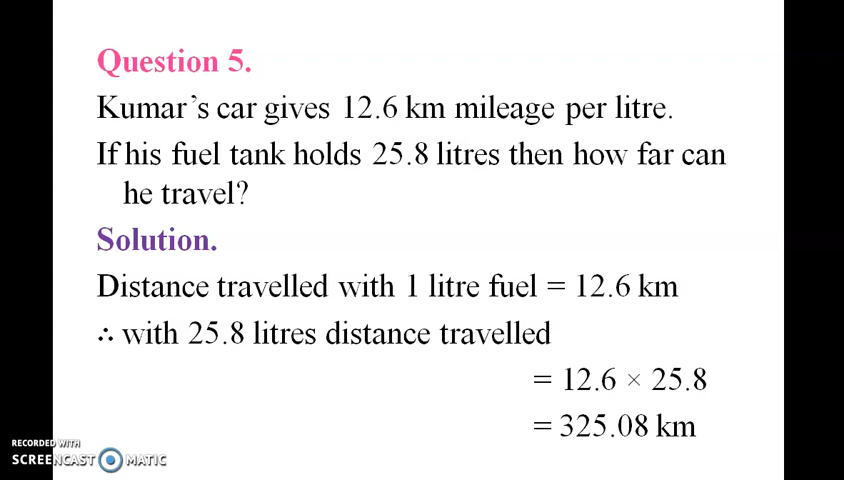 Question 5.
Kumar’s car gives 12.6 km mileage per litre.
If his fuel tank holds 25.8 litres then how far can
he travel?
Solution.
Distance travelled with 1 litre fuel = 12.6 km
∴ with 25.8 litres distance travelled
= 12.6 × 25.8
= 325.08 km
RECORDED WITH
SCREENCAST MATIC